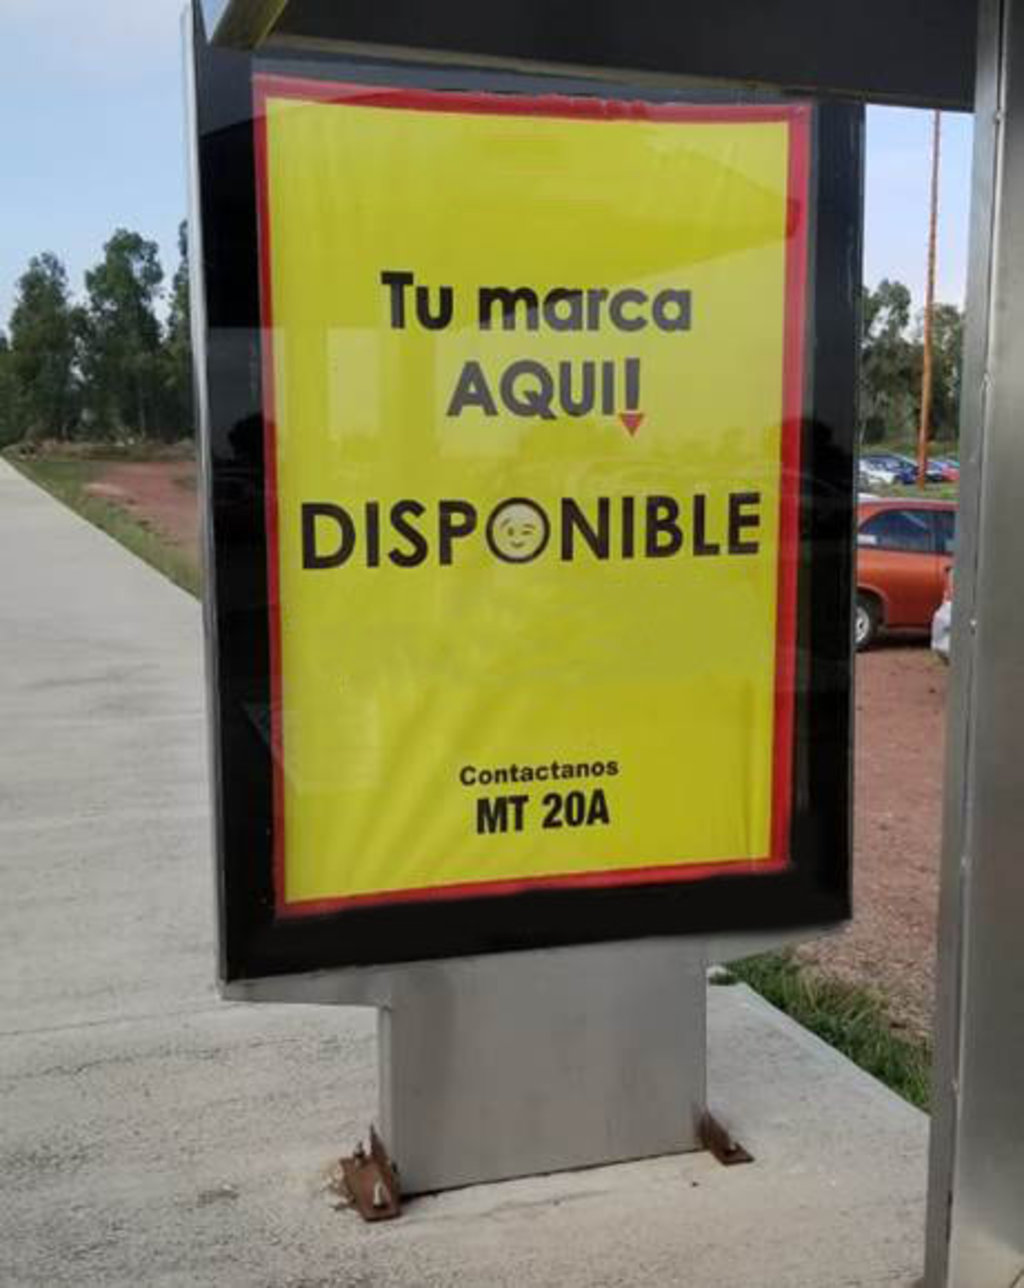 Tu marca
AQUI!
DISPONIBLE
Contactanos
MT 20A